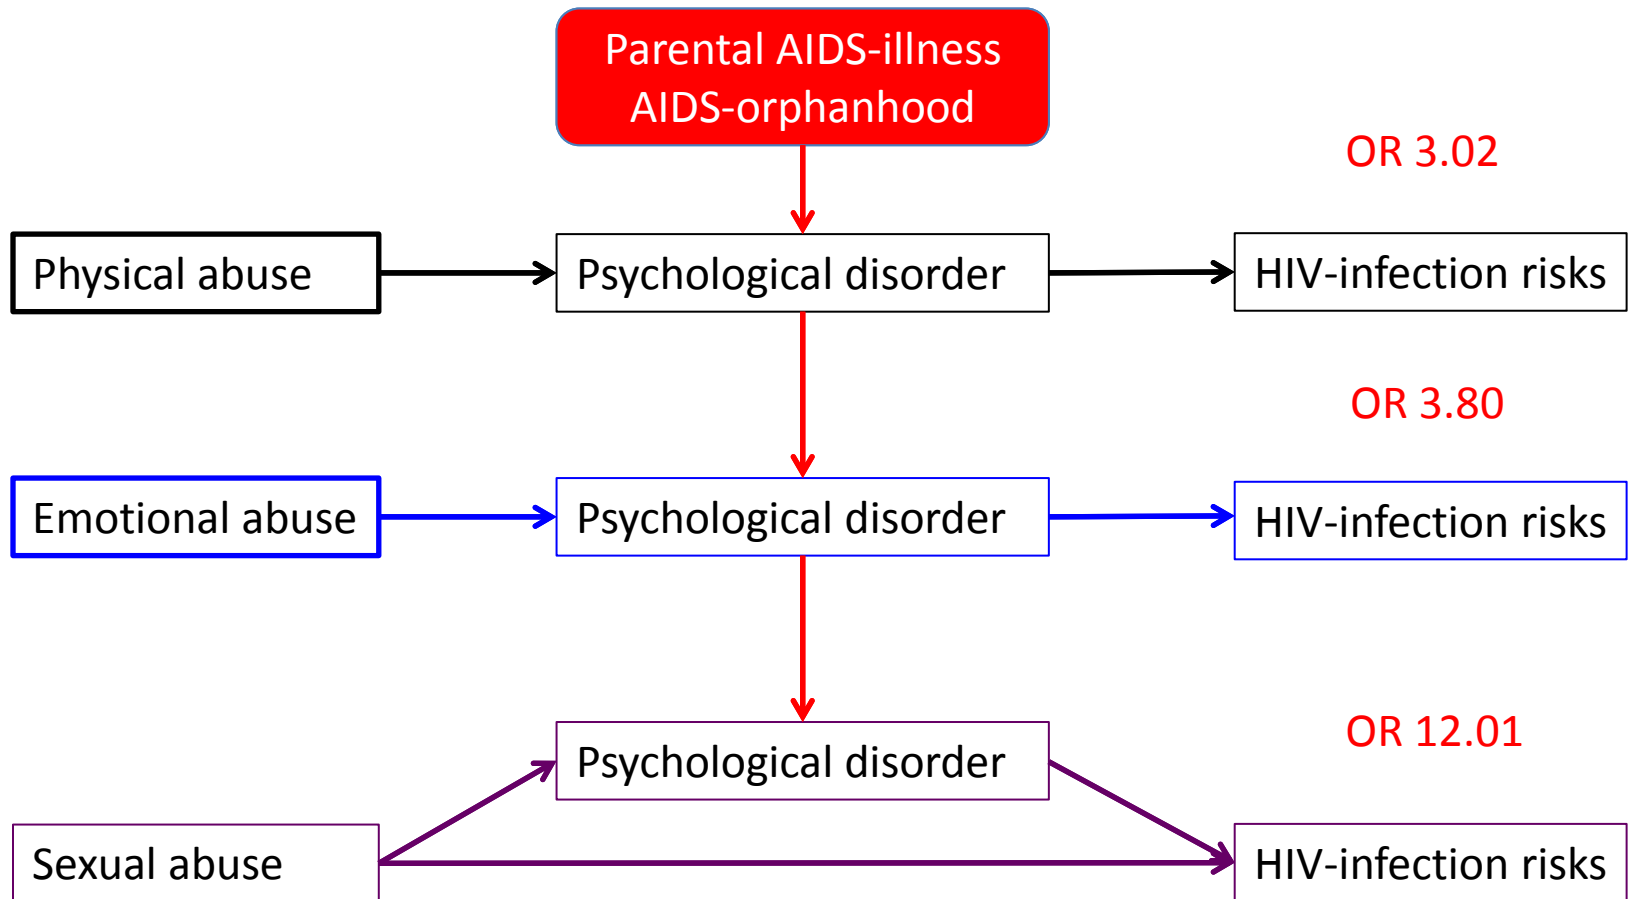 Parental AIDS-illness
AIDS-orphanhood
OR 3.02
Physical abuse
Psychological disorder
HIV-infection risks
OR 3.80
Emotional abuse
Psychological disorder
HIV-infection risks
OR 12.01
Psychological disorder
Sexual abuse
HIV-infection risks